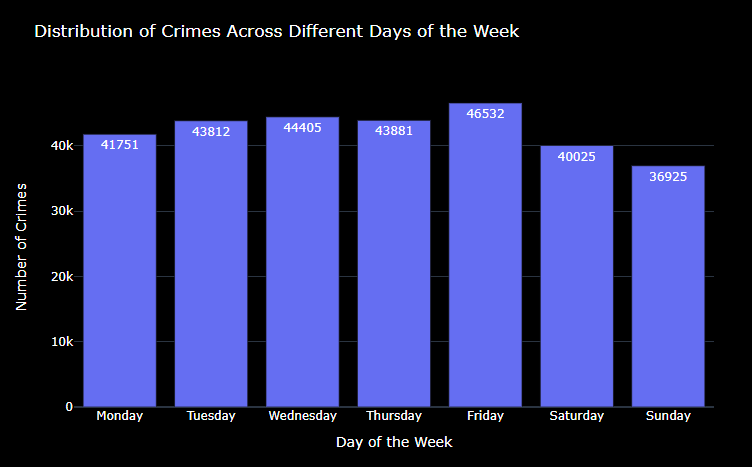 Distribution of Crimes Across Different Days of the Week
Number of Crimes
40k
30k
20k
10k
0
41751
43812
44405
43881
46532
40025
36925
Monday
Tuesday
Wednesday
Thursday
Friday
Saturday
Sunday
Day of the Week